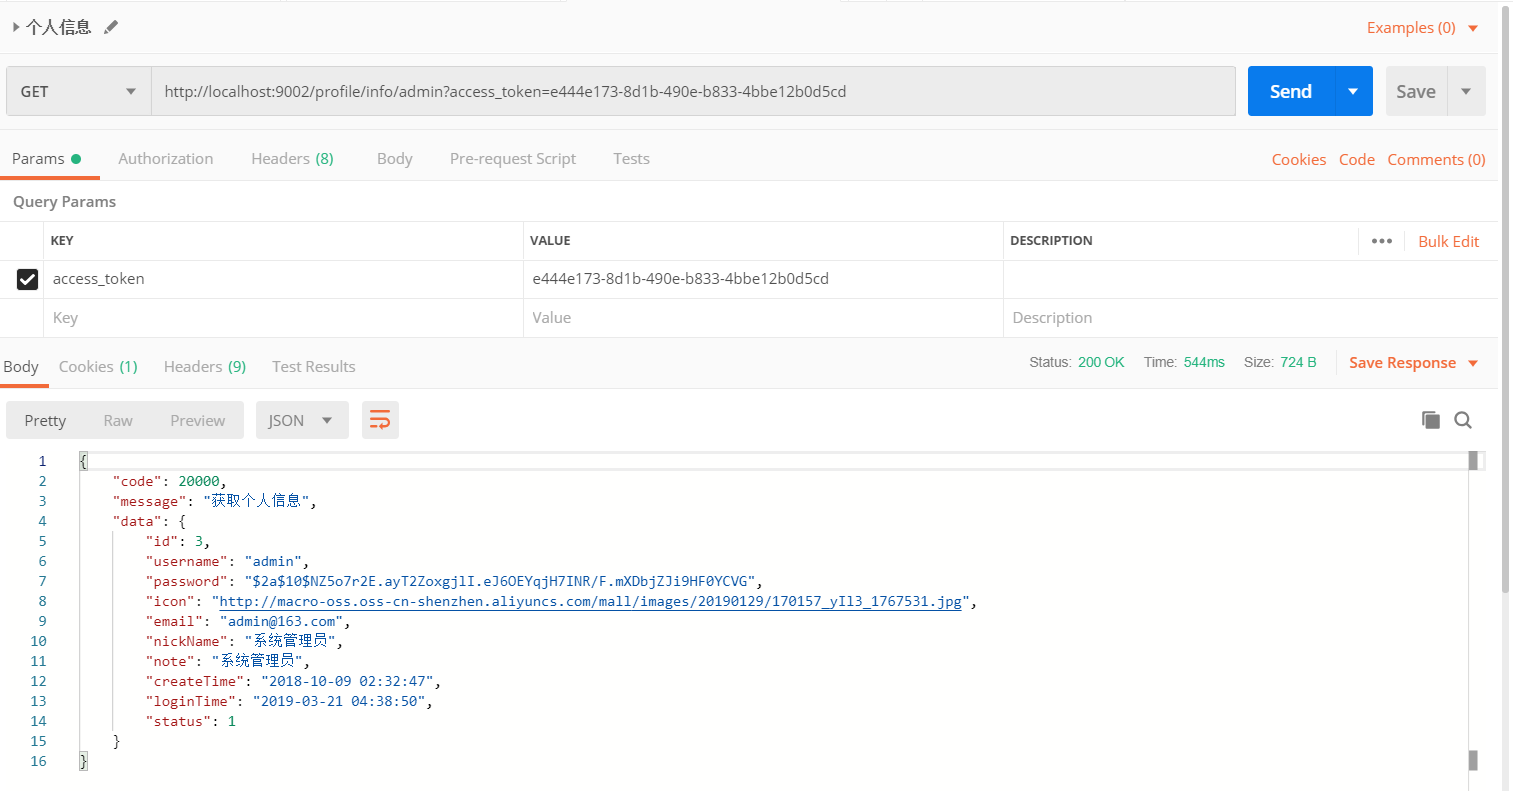 个人信息
Examples (0)
GET
http://localhost:9002/profile/info/admin?access_token=e444e173-8d1b-490e-b833-4bbe12b0d5cd
Send
Save
Params
Authorization
Headers (8)
Body
Pre-request Script
Tests
Cookies
Code
Comments (0)
Query Params
KEY
VALUE
DESCRIPTION
•••
Bulk Edit
access_token
e444e173-8d1b-490e-b833-4bbe12b0d5cd
Key
Value
Description
Body
Cookies (1)
Headers (9)
Test Results
Status: 200 OK
Time: 544ms
Size: 724 B
Save Response
Pretty
Raw
Preview
JSON
1 {
2 "code": 20000,
3 "message": "获取个人信息",
4 "data": {
5 "id": 3,
6 "username": "admin",
7 "password": "$2a$10$NZ5o7r2E.ayT2ZoxgjlI.eJ6OEYqjH7INR/F.mXDbjZJi9HF0YCVG",
8 "icon": "http://macro-oss.oss-cn-shenzhen.aliyuncs.com/mall/images/20190129/170157_yIl3_1767531.jpg",
9 "email": "admin@163.com",
10 "nickName": "系统管理员",
11 "note": "系统管理员",
12 "createTime": "2018-10-09 02:32:47",
13 "loginTime": "2019-03-21 04:38:50",
14 "status": 1
15 }
16 }